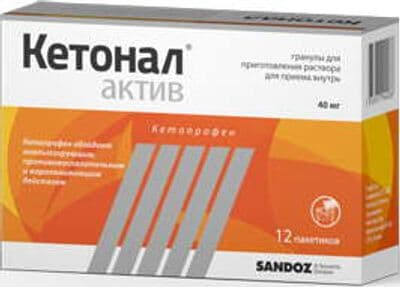 Кетонал®
актив
гранулы для
приготовления раствора
для приема внутрь
40 мг
Кетопрофен
Кетопрофен обладает
анальгезирующим,
противовоспалительным
и жаропонижающим
действием
12 пакетиков
SANDOZ